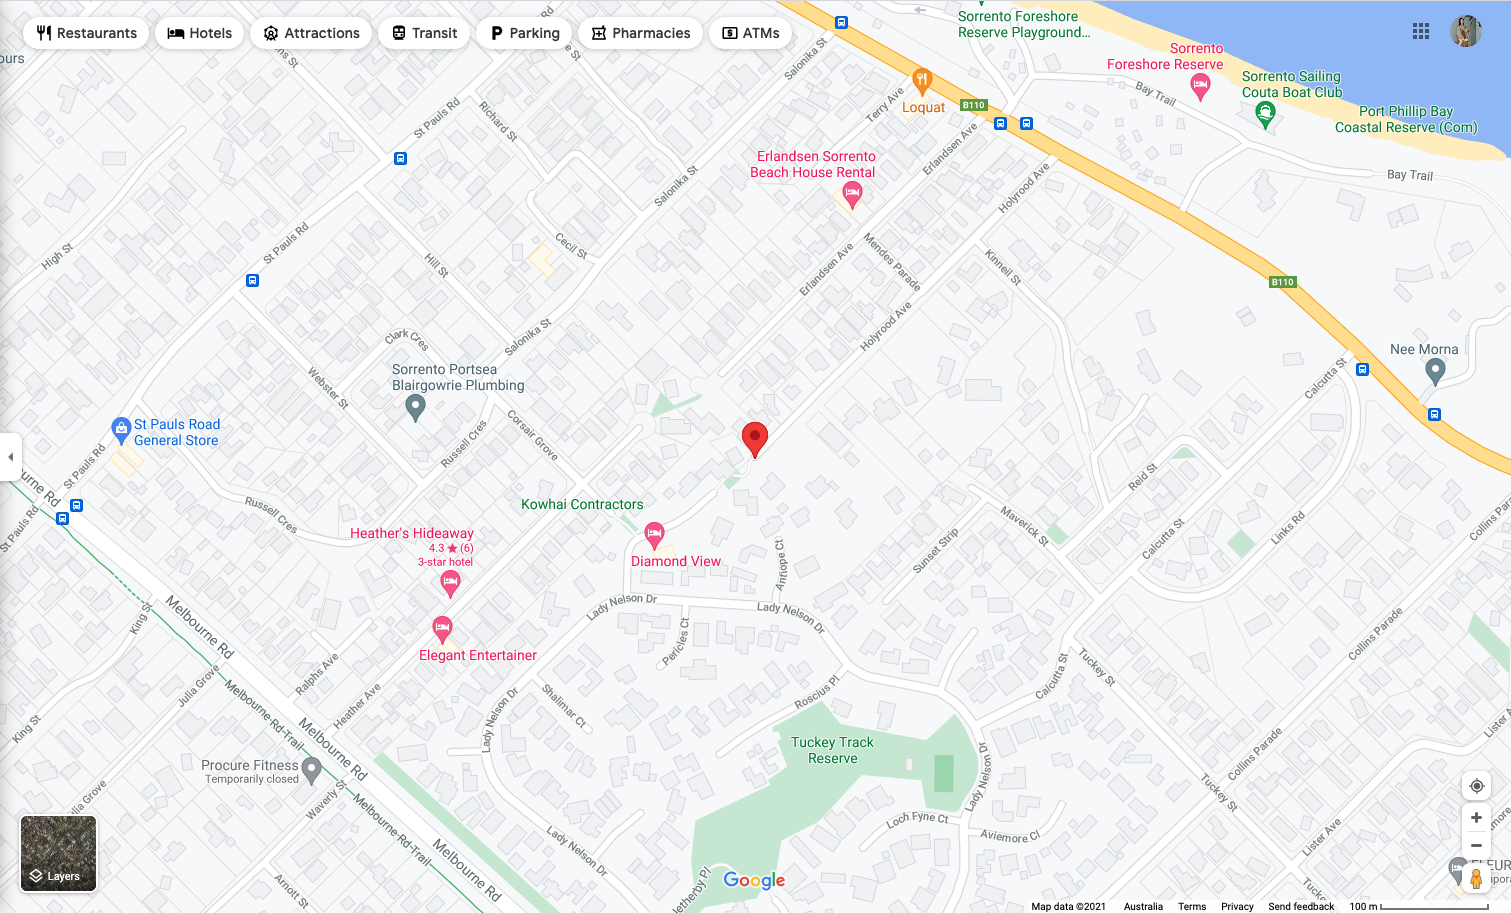 Restaurants
Hotels
Attractions
Transit
Parking
Pharmacies
ATMs
ours
Sorrento Foreshore
Reserve Playground...
Sorrento
Foreshore Reserve
Sorrento Sailing
Couta Boat Club
Port Phillip Bay
Coastal Reserve (Com)
Bay Trail
Bay Trail
Salonika St
Terry Ave
Loquat
B110
Erlandsen Ave
St Pauls Rd
Richard St
Erlandsen Sorrento
Beach House Rental
Holyrood Ave
Salonika St
High St
St Pauls Rd
Hill St
Cecil St
Erlandsen Ave
Mendes Parade
Kinneil St
B110
Holyrood Ave
Clark Cres
Salonika St
Nee Morna
Calcutta St
Webster St
Sorrento Portsea
Blairgowrie Plumbing
St Pauls Road
General Store
Corsair Grove
Russell Cres
St Pauls Rd
Reid St
Russell Cres
Kowhai Contractors
Maverick St
Sunset Strip
Calcutta St
Links Rd
St Pauls Rd
Heather's Hideaway
4.3 ★ (6)
3-star hotel
Diamond View
Antiope Ct
Lady Nelson Dr
Lady Nelson Dr
King St
Melbourne Rd
Elegant Entertainer
Pericles Ct
Collins Parade
Ralphs Ave
Julia Grove
Tuckey St
Calcutta St
Roscius Pl
Heather Ave
Shalimar Ct
Lady Nelson Dr
King St
Melbourne Rd Trail
Melbourne Rd
Tuckey Track
Reserve
Collins Parade
Procure Fitness
Temporarily closed
Waverly St
Lady Nelson Dr
Tuckey St
Melbourne Rd Trail
Loch Fyne Ct
Aviemore Cl
Lister Ave
Lady Nelson Dr
Melbourne Rd
Arnott St
Layers
Google
Map data ©2021
Australia
Terms
Privacy
Send feedback
100 m